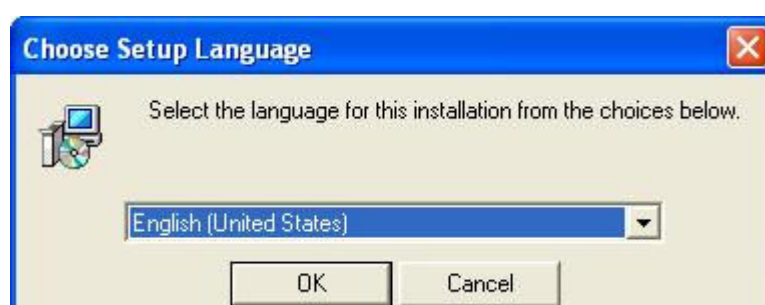 Choose Setup Language
Select the language for this installation from the choices below.
English (United States)
OK
Cancel